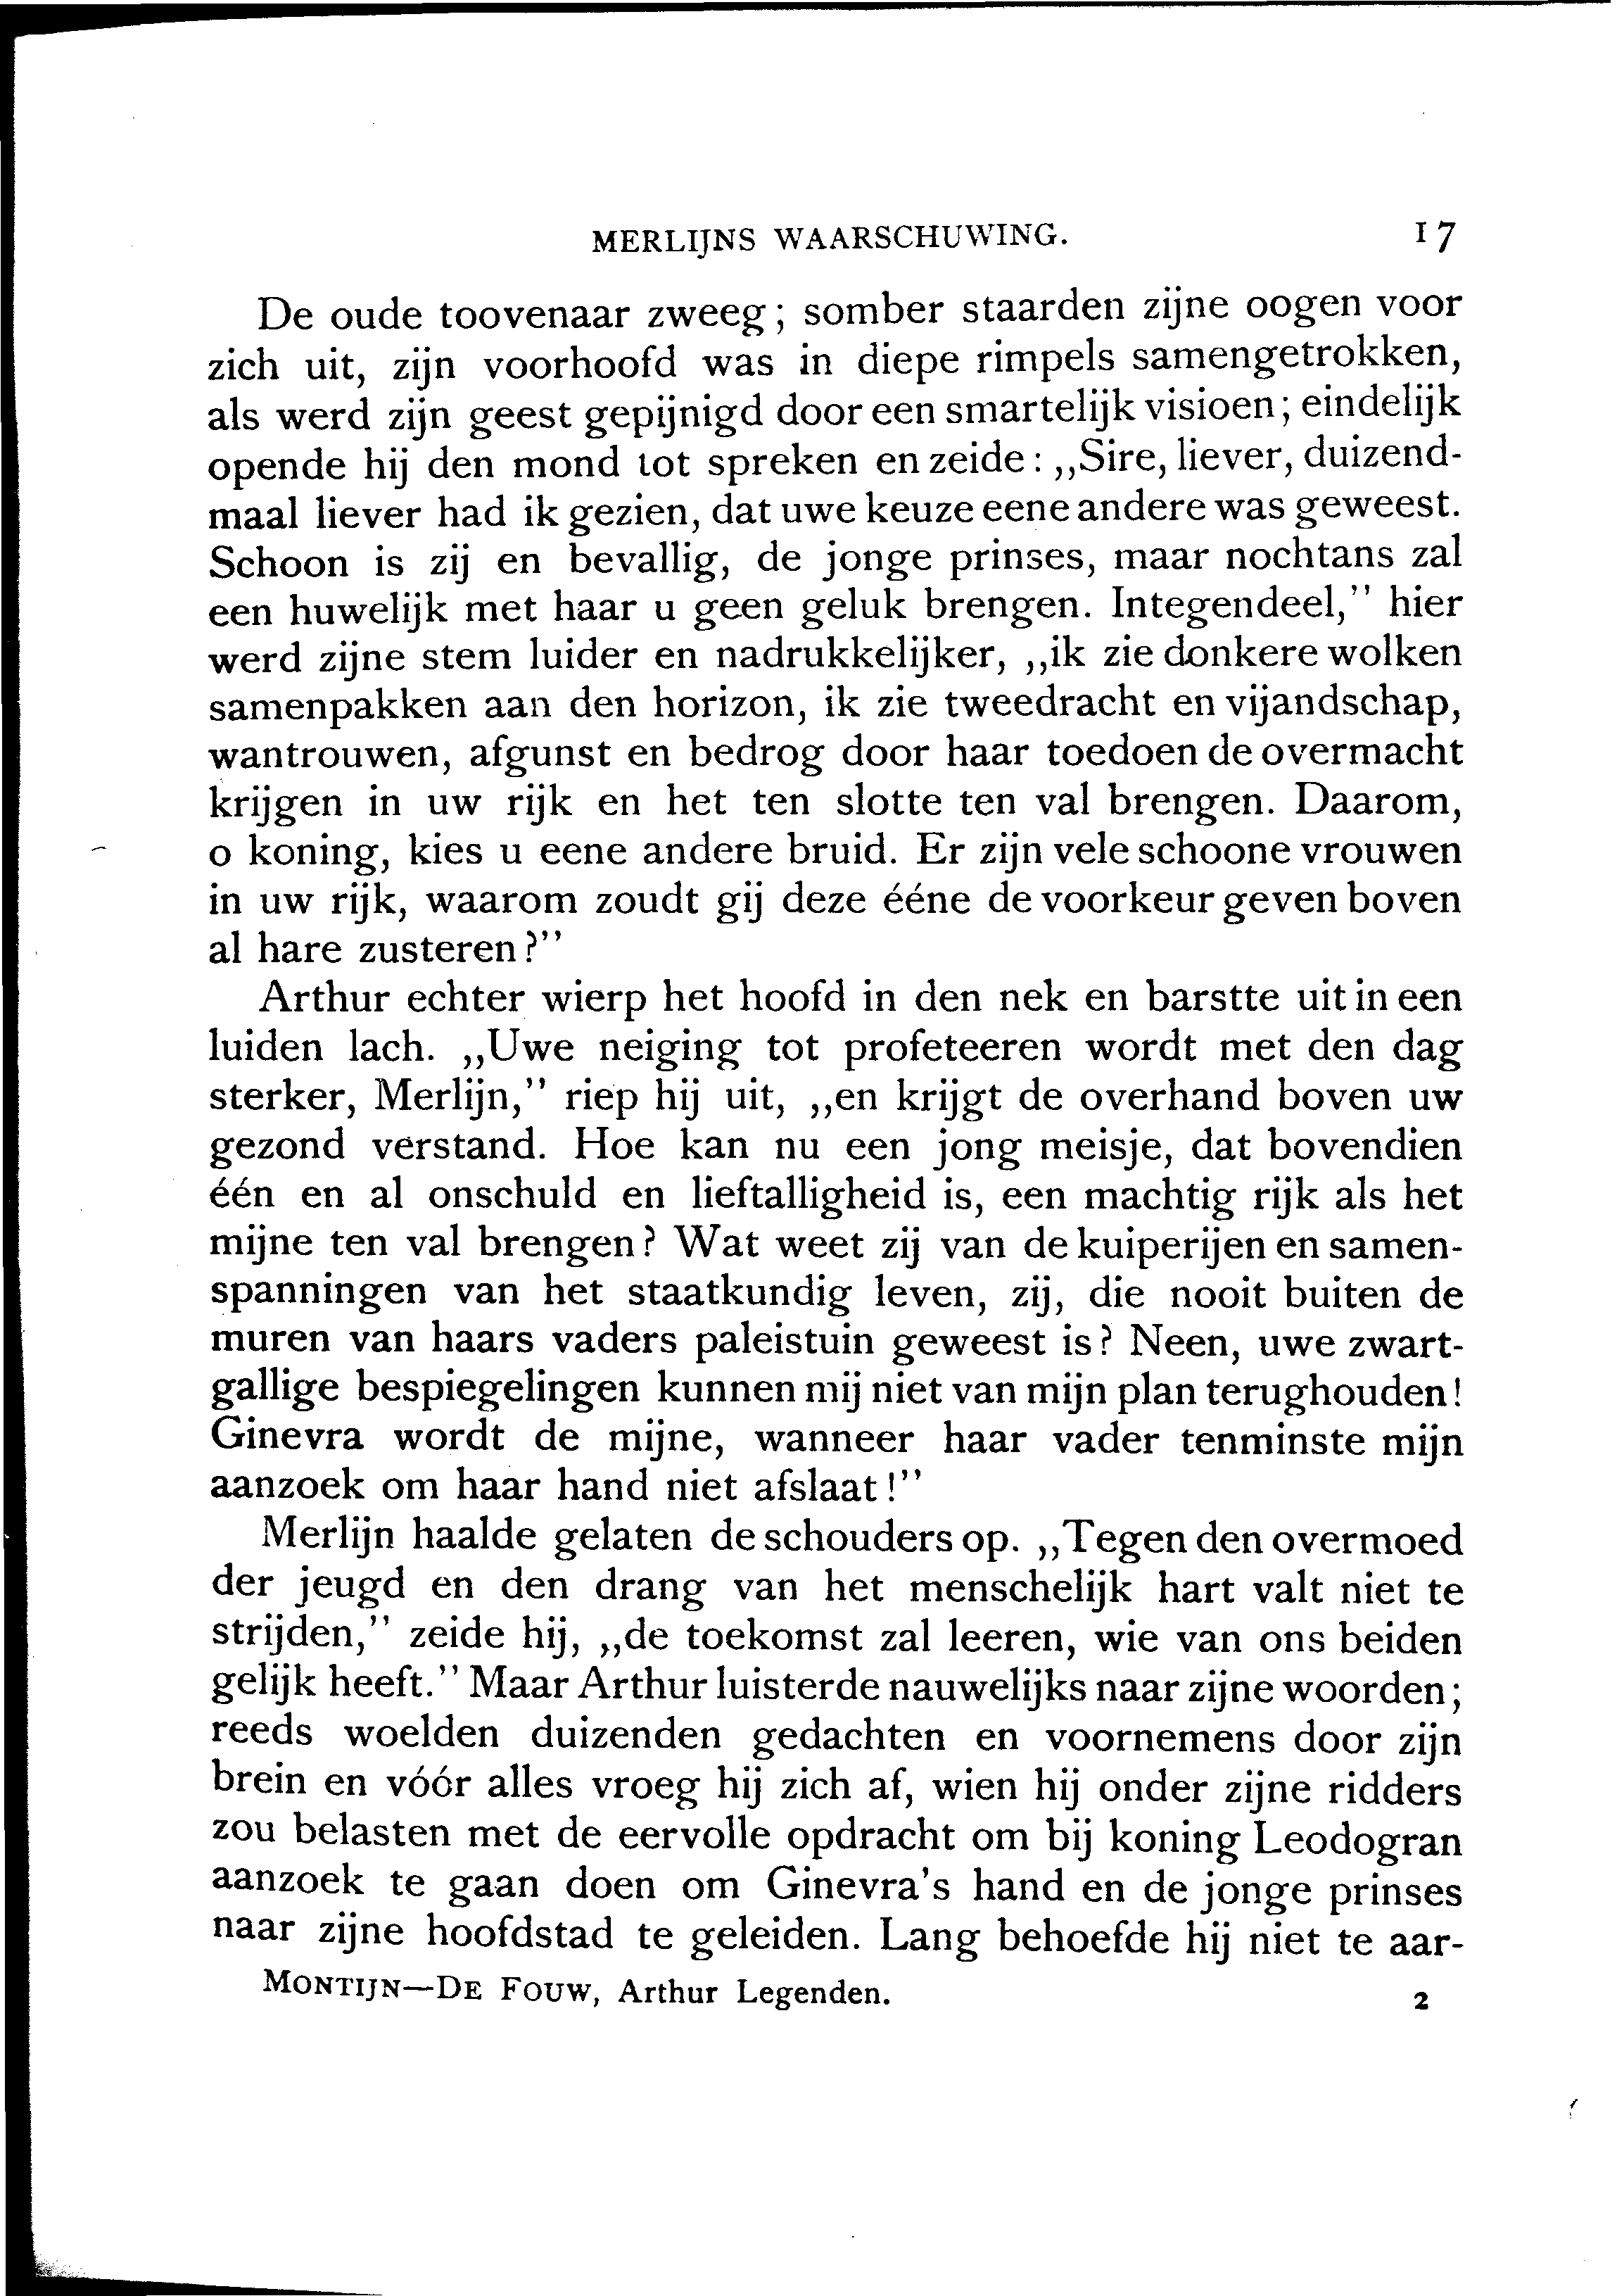 MERLIJNS WAARSCHUWING. 17
De oude toovenaar zweeg; somber staarden zijne oogen voor
zich uit, zijn voorhoofd was in diepe rimpels samengetrokken,
als werd zijn geest gepijnigd door een smartelijk visioen; eindelijk
opende hij den mond tot spreken en zeide: ,,Sire, liever, duizend-
maal liever had ik gezien, dat uwe keuze eene andere was geweest.
Schoon is zij en bevallig, de jonge prinses, maar nochtans zal
een huwelijk met haar u geen geluk brengen. Integendeel,'' hier
werd zijne stem luider en nadrukkelijker, ,,ik zie donkere wolken
samenpakken aan den horizon, ik zie tweedracht en vijandschap,
wantrouwen, afgunst en bedrog door haar toedoen de overmacht
krijgen in uw rijk en het ten slotte ten val brengen. Daarom,
o koning, kies u eene andere bruid. Er zijn vele schoone vrouwen
in uw rijk, waarom zoudt gij deze ééne de voorkeur geven boven
al hare zusteren?''
Arthur echter wierp het hoofd in den nek en barstte uit in een
luiden lach. ,,Uwe neiging tot profeteeren wordt met den dag
sterker, Merlijn,'' riep hij uit, ,,en krijgt de overhand boven uw
gezond verstand. Hoe kan nu een jong meisje, dat bovendien
één en al onschuld en lieftalligheid is, een machtig rijk als het
mijne ten val brengen? Wat weet zij van de kuiperijen en samen-
spanningen van het staatkundig leven, zij, die nooit buiten de
muren van haars vaders paleistuin geweest is? Neen, uwe zwart-
gallige bespiegelingen kunnen mij niet van mijn plan terughouden!
Ginevra wordt de mijne, wanneer haar vader tenminste mijn
aanzoek om haar hand niet afslaat!''
Merlijn haalde gelaten de schouders op. ,,Tegen den overmoed
der jeugd en den drang van het menschelijk hart valt niet te
strijden,'' zeide hij, ,,de toekomst zal leeren, wie van ons beiden
gelijk heeft.'' Maar Arthur luisterde nauwelijks naar zijne woorden;
reeds woelden duizenden gedachten en voornemens door zijn
brein en vóór alles vroeg hij zich af, wien hij onder zijne ridders
zou belasten met de eervolle opdracht om bij koning Leodogran
aanzoek te gaan doen om Ginevra's hand en de jonge prinses
naar zijne hoofdstad te geleiden. Lang behoefde hij niet te aar-
MONTIJN—DE FOUW, Arthur Legenden. 2